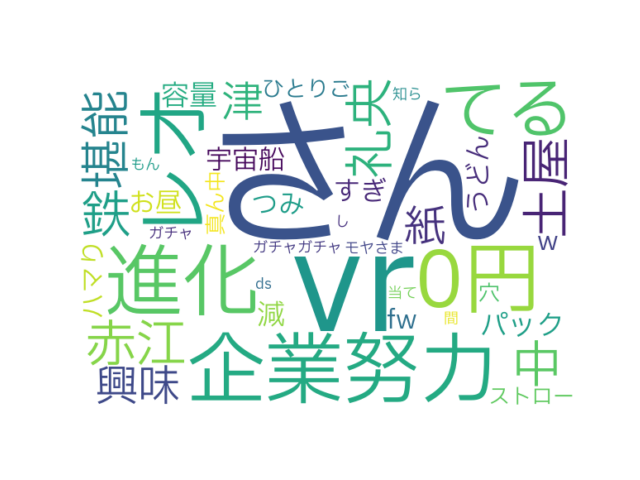 さん
vr
企業努力
進化
0円
レオ
てる
土屋
堪能
鉄
赤江
興味
礼央
津
容量
ひとりご
知ら
宇宙船
つみ
すぎ
紙
うどん
w
もん
お昼
真ん中
ガチャ
し
ガチャガチャ
モヤさま
ハマり
ds
減
当て
fw
間
穴
パック
中
ストロー